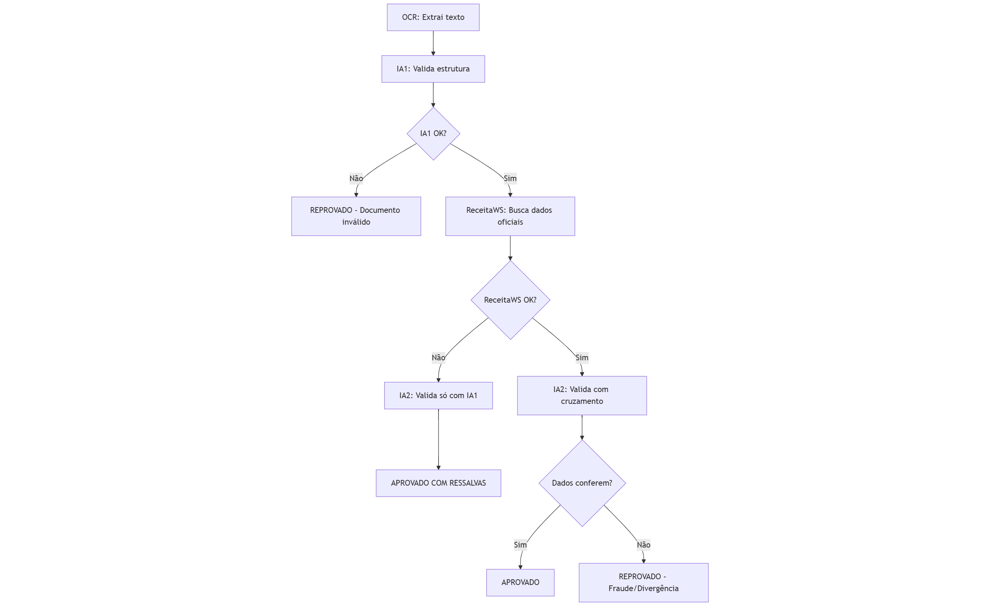 OCR: Extrai texto
IA1: Valida estrutura
IA1 OK?
Não
Sim
REPROVADO - Documento
inválido
ReceitaWS: Busca dados
oficiais
ReceitaWS OK?
Não
Sim
IA2: Valida só com IA1
IA2: Valida com
cruzamento
APROVADO COM RESSALVAS
Dados conferem?
Sim
Não
APROVADO
REPROVADO -
Fraude/Divergência